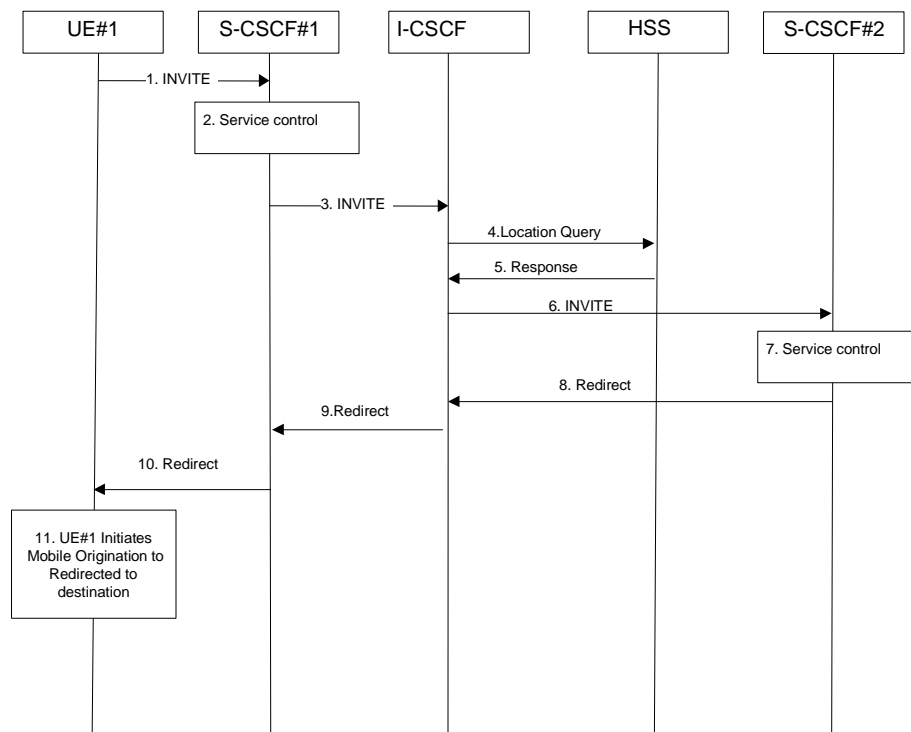 UE#1
S-CSCF#1
I-CSCF
HSS
S-CSCF#2
1. INVITE
2. Service control
3. INVITE
4.Location Query
5. Response
6. INVITE
7. Service control
8. Redirect
9.Redirect
10. Redirect
11. UE#1 Initiates
Mobile Origination to
Redirected to
destination